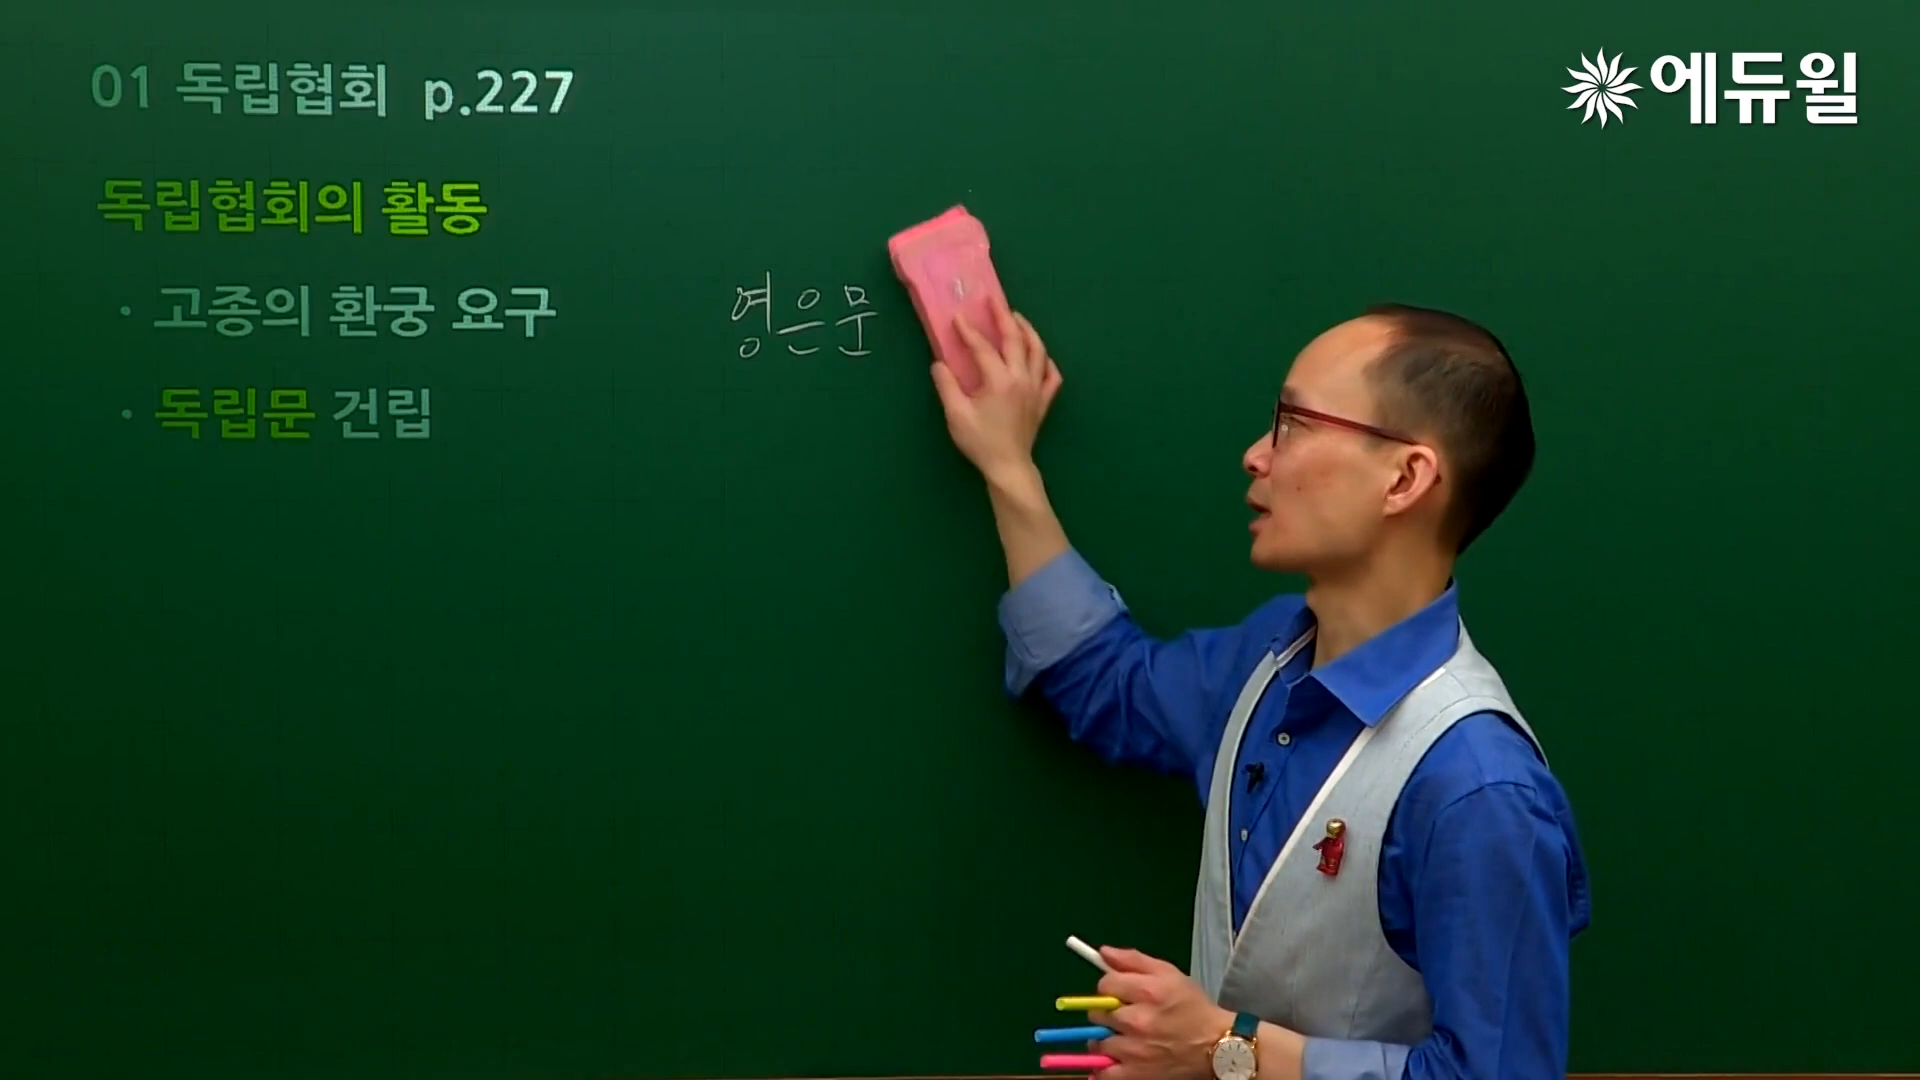 01 독립협회 p.227
에듀윌
독립협회의 활동
· 고종의 환궁 요구
영은문
· 독립문 건립